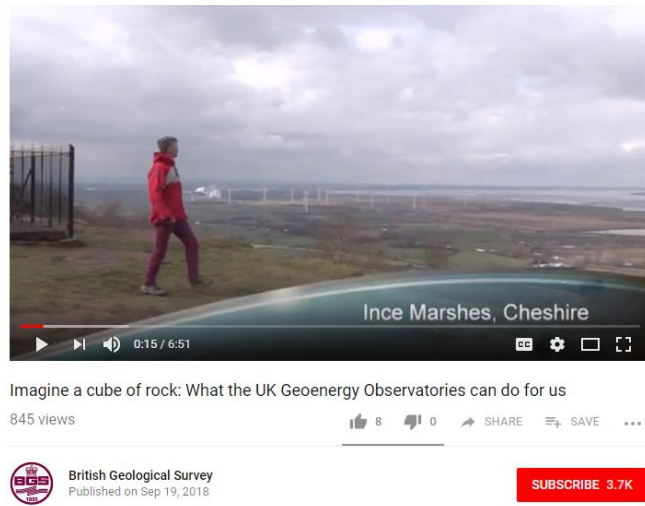 Ince Marshes, Cheshire
0:15 / 6:51
CC
Imagine a cube of rock: What the UK Geoenergy Observatories can do for us
845 views
8 0 SHARE SAVE
BGS
1835
British Geological Survey
Published on Sep 19, 2018
SUBSCRIBE 3.7K